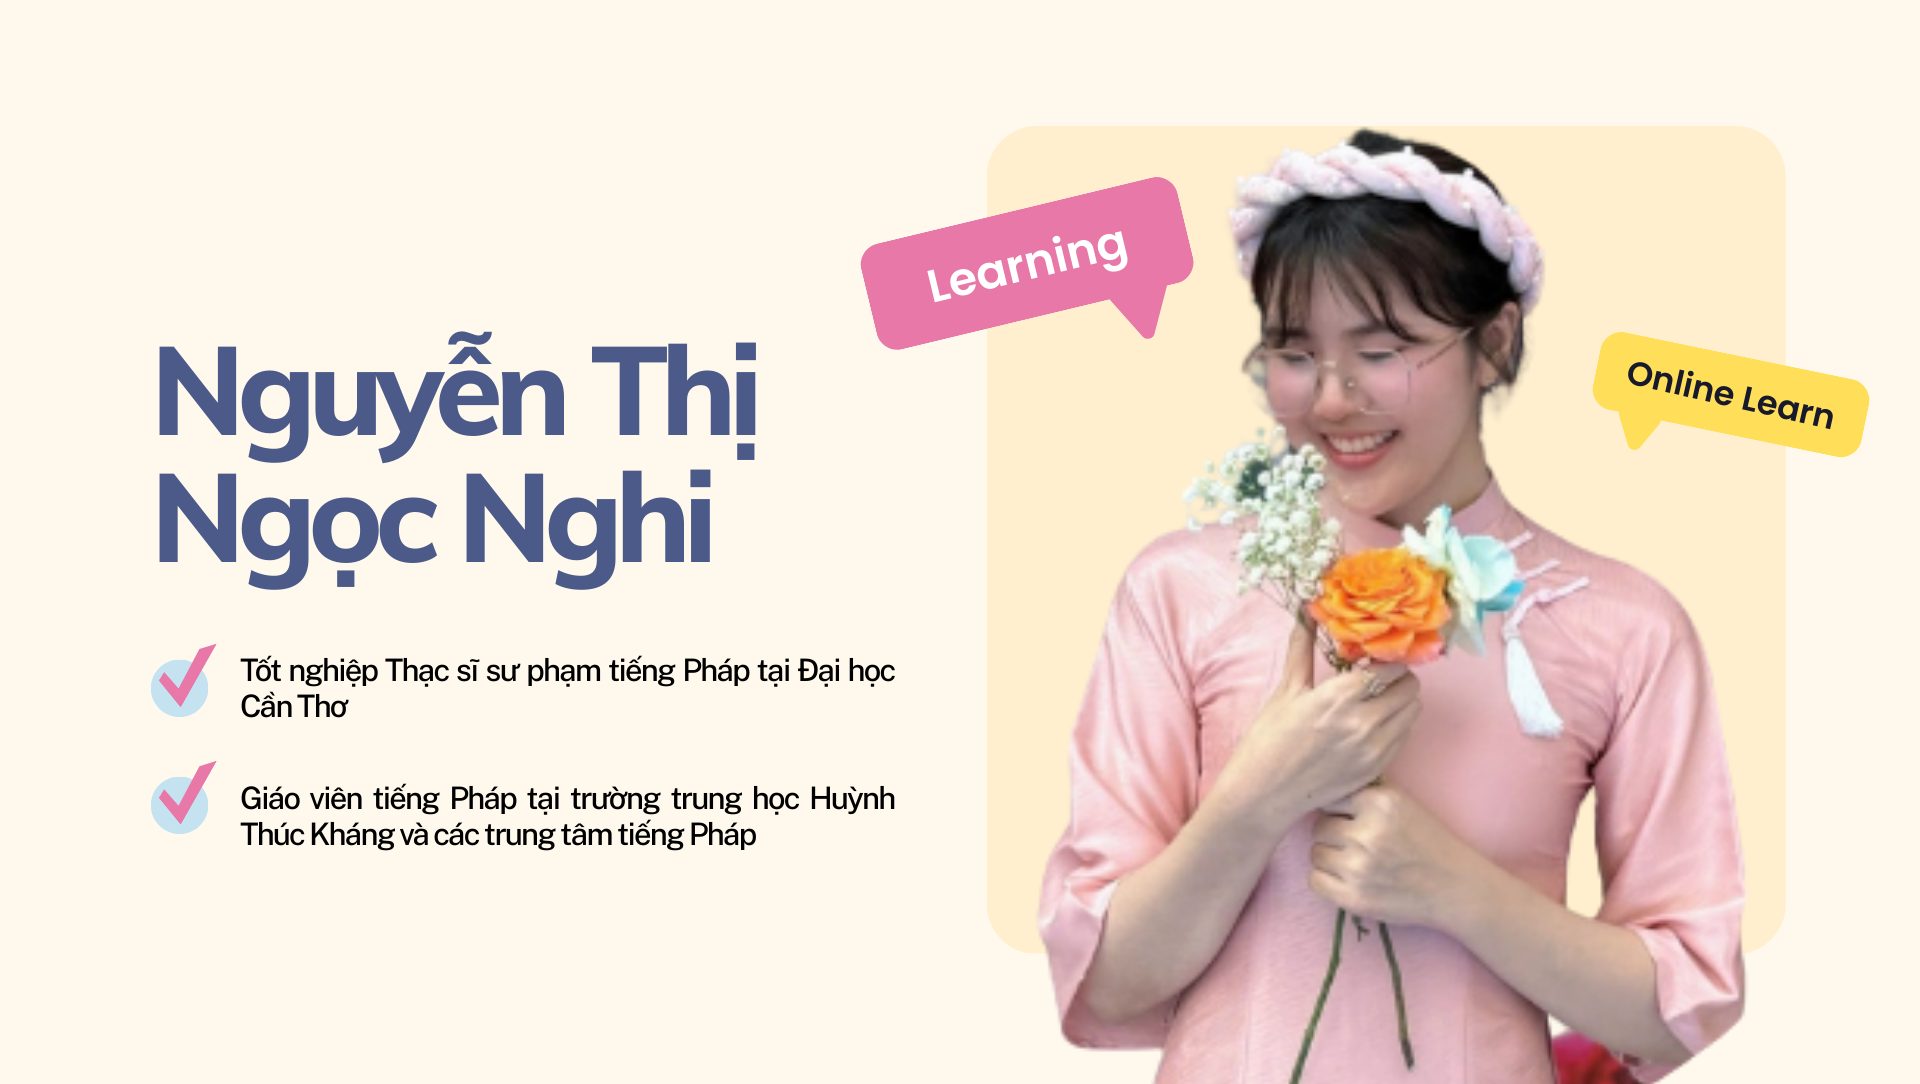 Learning
Online Learn
Nguyễn Thị
Ngọc Nghi
Tốt nghiệp Thạc sĩ sư phạm tiếng Pháp tại Đại học
Cần Thơ
Giáo viên tiếng Pháp tại trường trung học Huỳnh
Thúc Kháng và các trung tâm tiếng Pháp